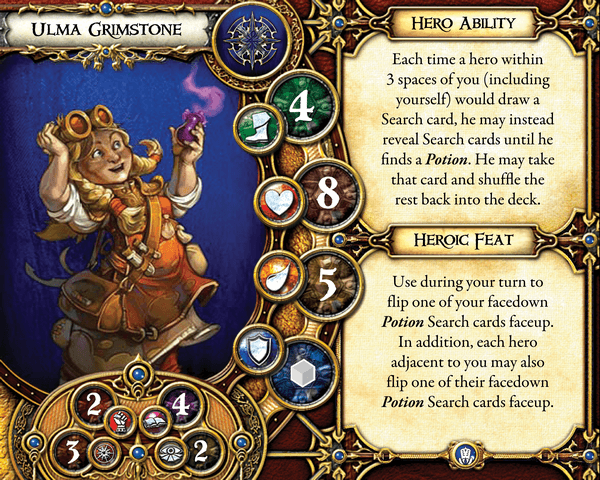 Ulma Grimstone
4
8
5
2
4
3
2
Hero Ability
Each time a hero within
3 spaces of you (including
yourself) would draw a
Search card, he may instead
reveal Search cards until he
finds a Potion. He may take
that card and shuffle the
rest back into the deck.
Heroic Feat
Use during your turn to
flip one of your facedown
Potion Search cards faceup.
In addition, each hero
adjacent to you may also
flip one of their facedown
Potion Search cards faceup.